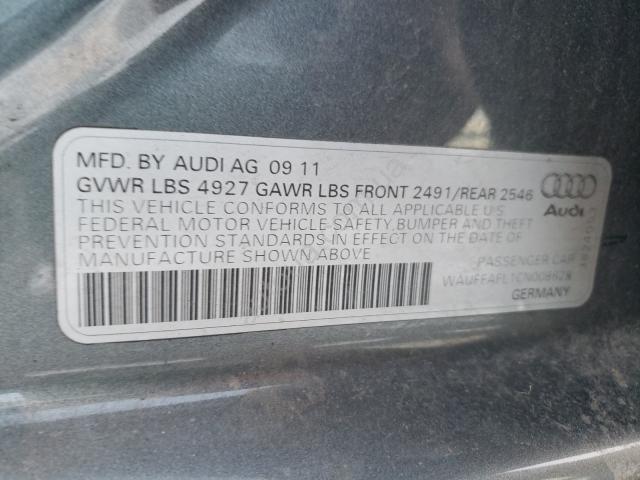 MFD. BY AUDI AG 09 11
GVWR LBS 4927 GAWR LBS FRONT 2491/REAR 2546
THIS VEHICLE CONFORMS TO ALL APPLICABLE U.S.
FEDERAL MOTOR VEHICLE SAFETY, BUMPER AND THEFT
PREVENTION STANDARDS IN EFFECT ON THE DATE OF
MANUFACTURE SHOWN ABOVE
Audi
PASSENGER CAR
WAUFFAFL1CN008628
GERMANY